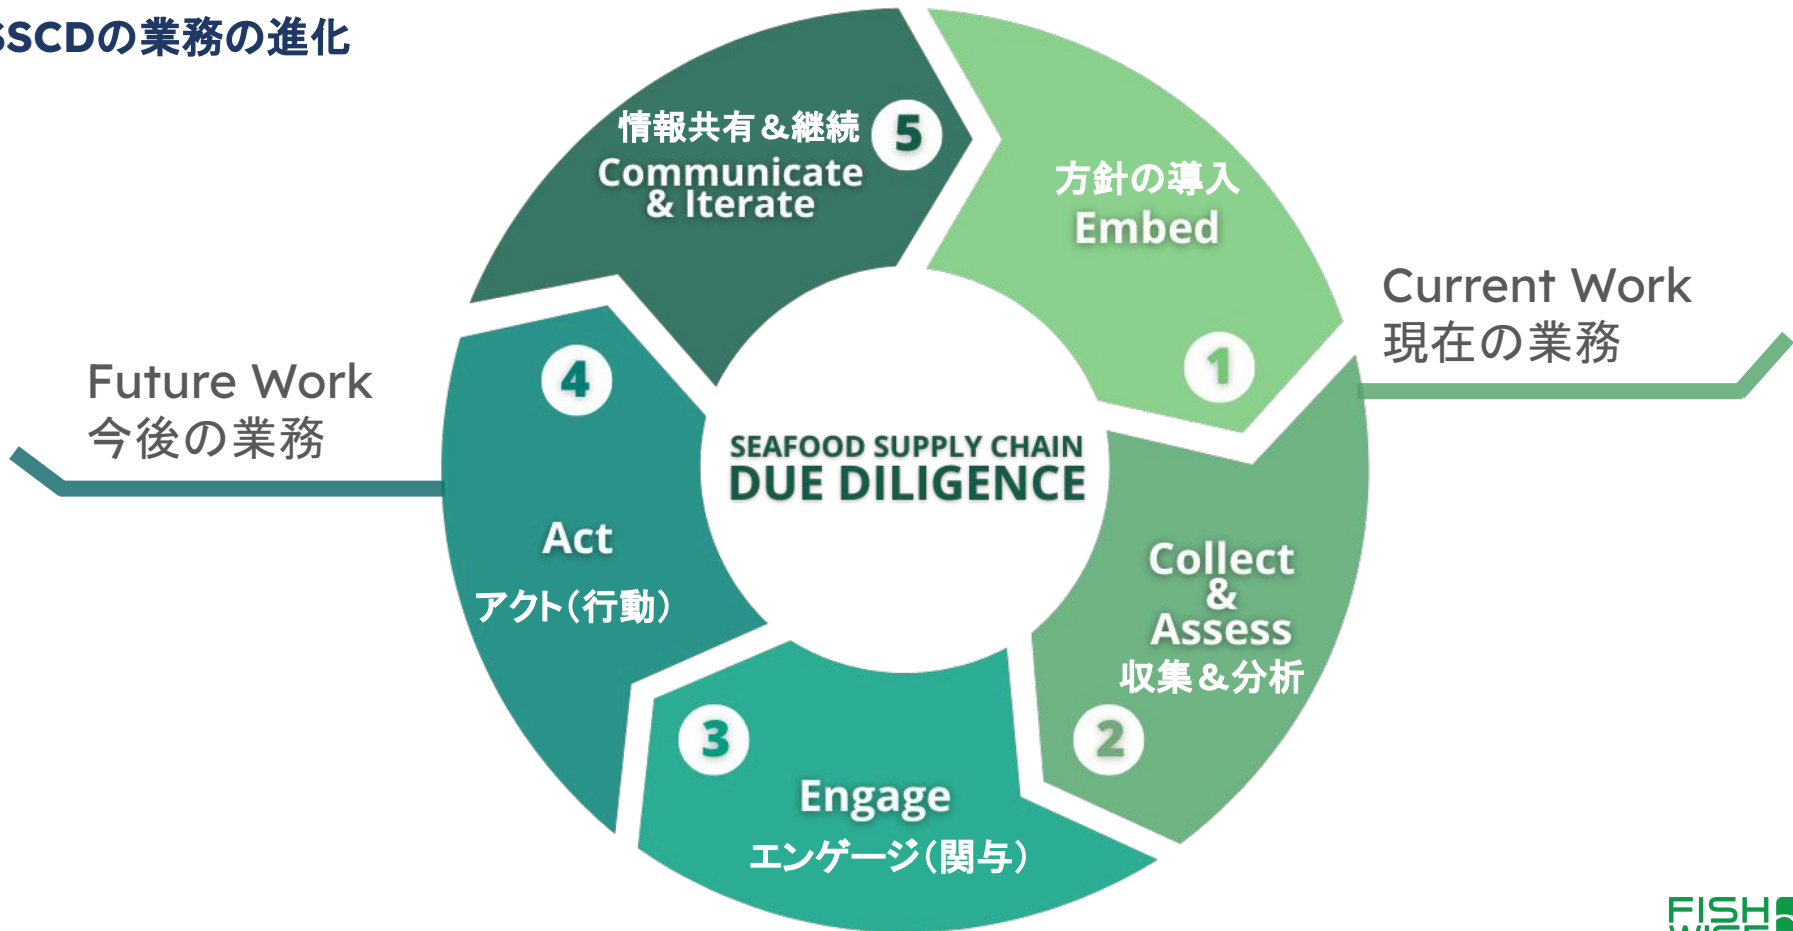 SSCDの業務の進化
情報共有＆継続
5
Communicate
& Iterate
方針の導入
Embed
1
Current Work
現在の業務
Future Work
今後の業務
4
SEAFOOD SUPPLY CHAIN
DUE DILIGENCE
Act
アクト（行動）
Collect
&
Assess
収集＆分析
2
3
Engage
エンゲージ（関与）
FISH
WISE